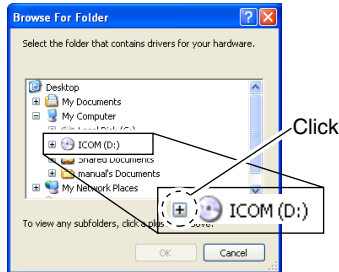 Browse For Folder
Select the folder that contains drivers for your hardware.
Desktop
My Documents
My Computer
ICOM (D:)
Shared Documents
manual's Documents
My Network Places
Click
ICOM (D:)
To view any subfolders, click a plus
OK
Cancel